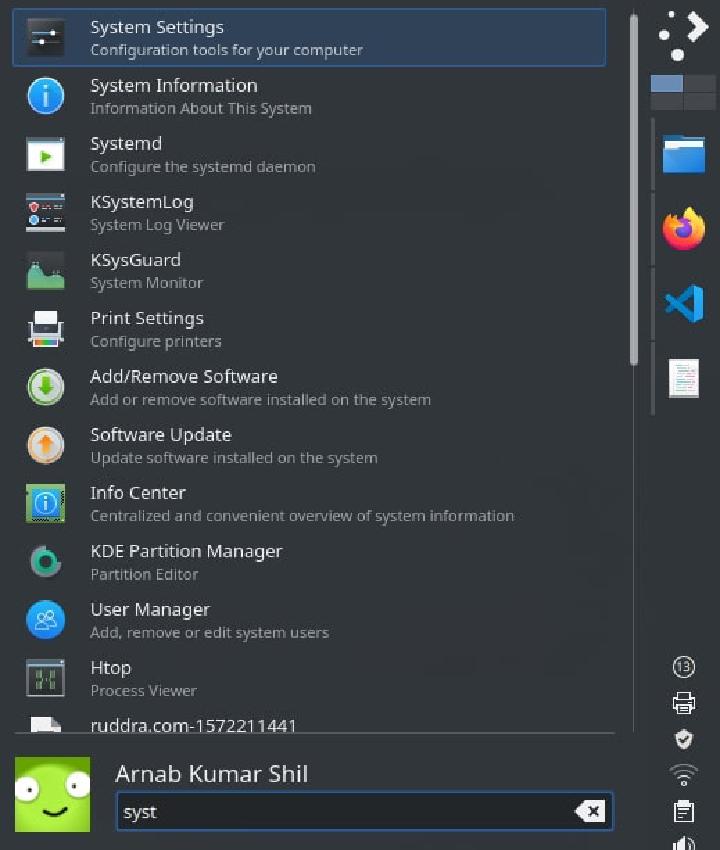 System Settings
Configuration tools for your computer
System Information
Information About This System
Systemd
Configure the systemd daemon
KSystemLog
System Log Viewer
KSysGuard
System Monitor
Print Settings
Configure printers
Add/Remove Software
Add or remove software installed on the system
Software Update
Update software installed on the system
Info Center
Centralized and convenient overview of system information
KDE Partition Manager
Partition Editor
User Manager
Add, remove or edit system users
Htop
Process Viewer
ruddra.com-1572211441
13
Arnab Kumar Shil
syst